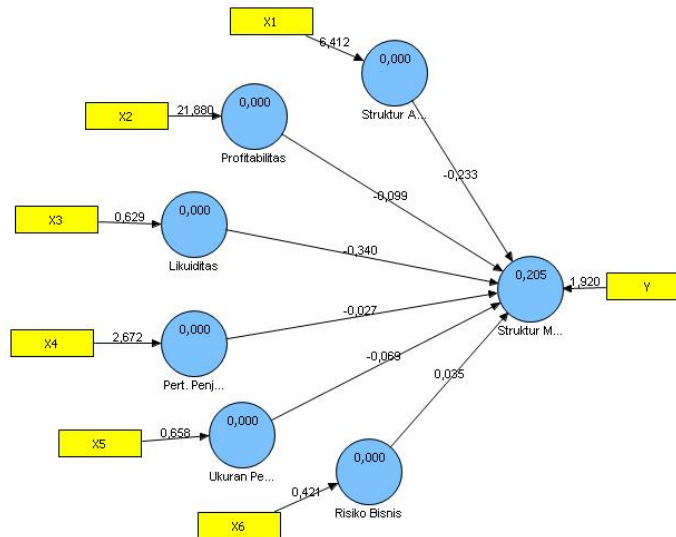 X1
6,412
0,000
Struktur A...
X2
21,880
0,000
Profitabilitas
-0,233
-0,099
X3
0,629
0,000
Likuiditas
-0,340
0,205
1,920
Y
Struktur M...
X4
2,672
0,000
Pert. Penj...
-0,027
-0,069
0,035
X5
0,658
0,000
Ukuran Pe...
X6
0,421
0,000
Risiko Bisnis